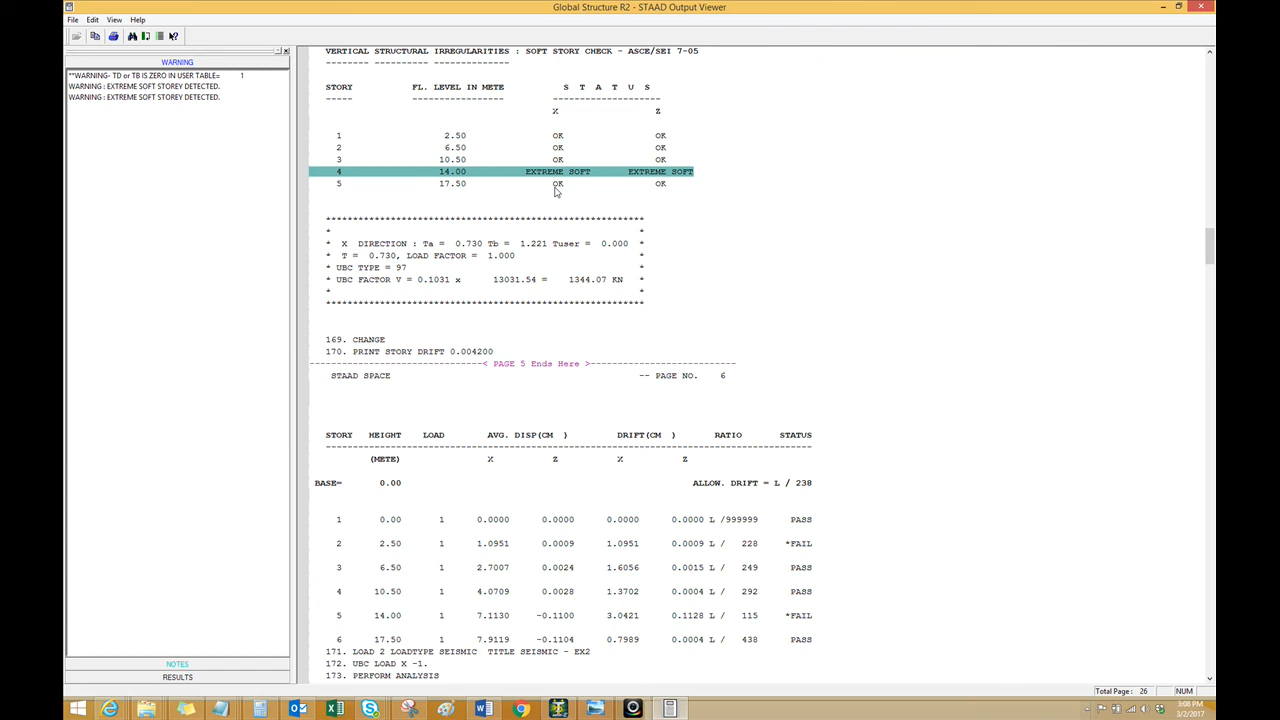 Global Structure R2 - STAAD Output Viewer
File Edit View Help
WARNING
**WARNING- TD or TB IS ZERO IN USER TABLE= 1
WARNING : EXTREME SOFT STOREY DETECTED.
WARNING : EXTREME SOFT STOREY DETECTED.
NOTES
RESULTS
VERTICAL STRUCTURAL IRREGULARITIES : SOFT STORY CHECK - ASCE/SEI 7-05
-------- ---------- --------------
STORY FL. LEVEL IN METE S T A T U S
----- ---------------- ------------------
X Z
1 2.50 OK OK
2 6.50 OK OK
3 10.50 OK OK
4 14.00 EXTREME SOFT EXTREME SOFT
5 17.50 OK OK
***********************************************************
* *
* X DIRECTION : Ta = 0.730 Tb = 1.221 Tuser = 0.000 *
* T = 0.730, LOAD FACTOR = 1.000 *
* UBC TYPE = 97 *
* UBC FACTOR V = 0.1031 x 13031.54 = 1344.07 KN *
* *
***********************************************************
169. CHANGE
170. PRINT STORY DRIFT 0.004200
--------------------------------< PAGE 5 Ends Here >---------------------------
STAAD SPACE -- PAGE NO. 6
STORY HEIGHT LOAD AVG. DISP(CM ) DRIFT(CM ) RATIO STATUS
(METE) X Z X Z
BASE= 0.00 ALLOW. DRIFT = L / 238
1 0.00 1 0.0000 0.0000 0.0000 0.0000 L /999999 PASS
2 2.50 1 1.0951 0.0009 1.0951 0.0009 L / 228 *FAIL
3 6.50 1 2.7007 0.0024 1.6056 0.0015 L / 249 PASS
4 10.50 1 4.0709 0.0028 1.3702 0.0004 L / 292 PASS
5 14.00 1 7.1130 -0.1100 3.0421 0.1128 L / 115 *FAIL
6 17.50 1 7.9119 -0.1104 0.7989 0.0004 L / 438 PASS
171. LOAD 2 LOADTYPE SEISMIC TITLE SEISMIC - EX2
172. UBC LOAD X -1.
173. PERFORM ANALYSIS
Total Page: 26 NUM
3:08 PM
3/2/2017